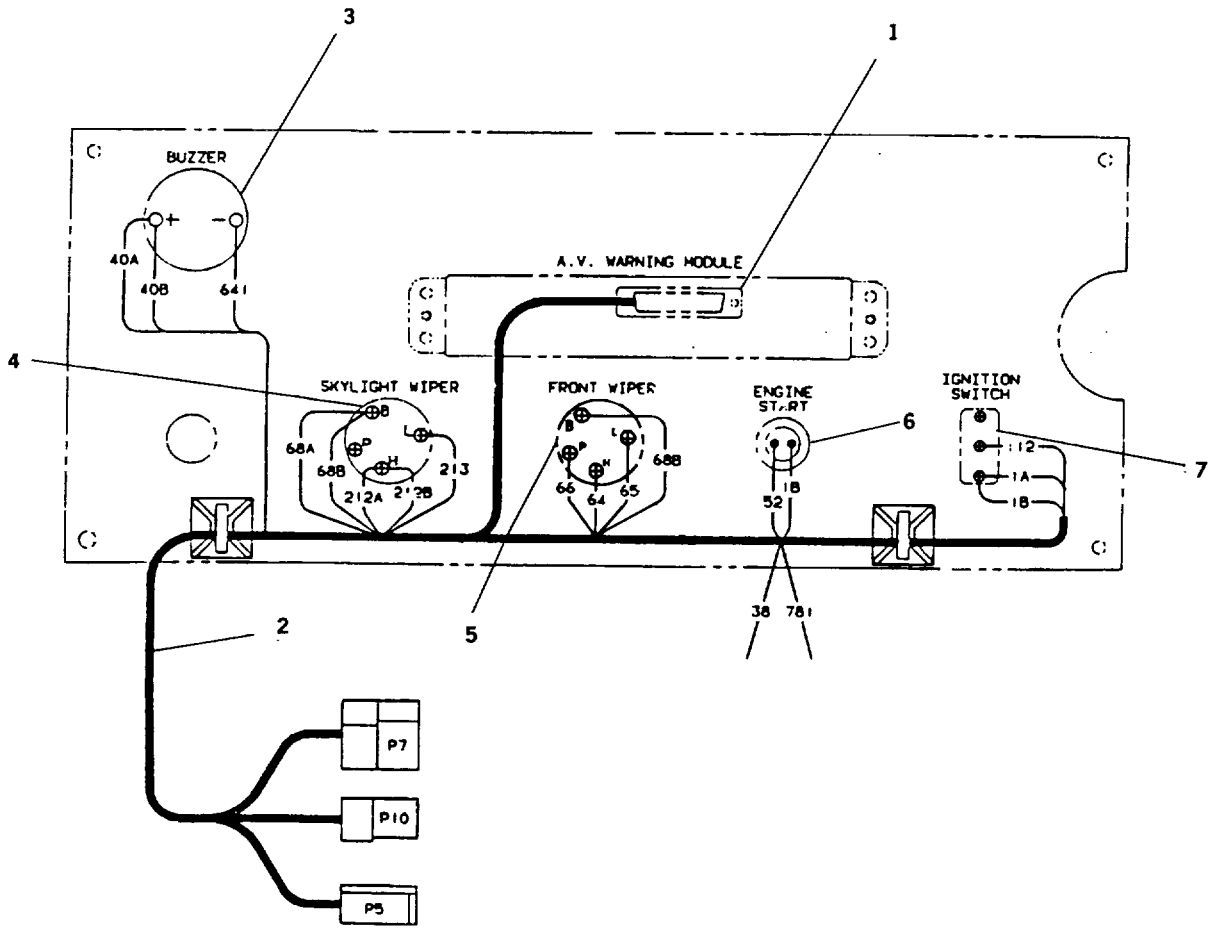 3
1
BUZZER
+
-
40A
40B
641
A.V. WARNING MODULE
4
SKYLIGHT WIPER
FRONT WIPER
ENGINE
START
IGNITION
SWITCH
B
L
P
H
68A
68B
212A
212B
213
B
P
L
H
66
64
65
68B
6
52
1B
112
1A
1B
7
38
781
2
5
P7
P10
P5